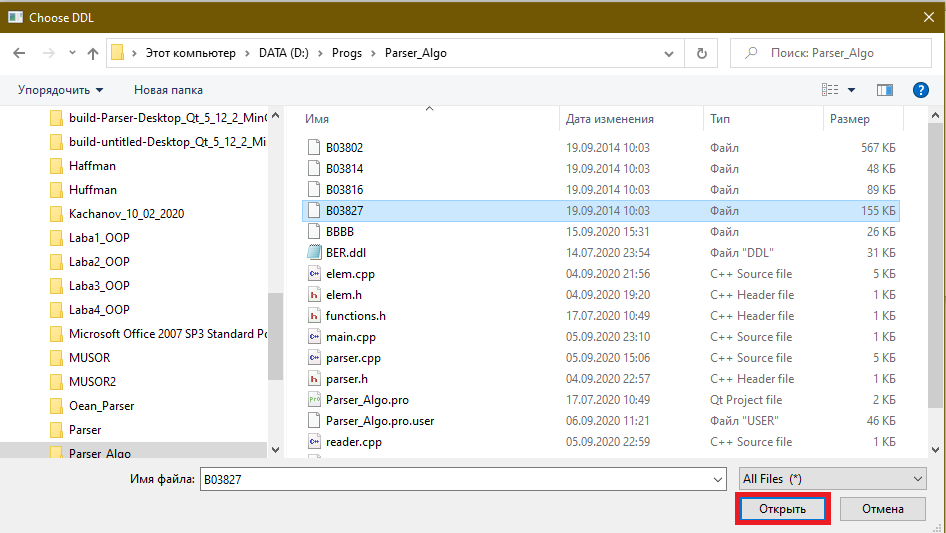 Choose DDL
Этот компьютер > DATA (D:) > Progs > Parser_Algo
Поиск: Parser_Algo
Упорядочить
Новая папка
build-Parser-Desktop_Qt_5_12_2_Min
build-untitled-Desktop_Qt_5_12_2_Mi
Haffman
Huffman
Kachanov_10_02_2020
Laba1_OOP
Laba2_OOP
Laba3_OOP
Laba4_OOP
Microsoft Office 2007 SP3 Standard Po
MUSOR
MUSOR2
Oean_Parser
Parser
Parser_Algo
Имя Дата изменения Тип Размер
B03802 19.09.2014 10:03 Файл 567 КБ
B03814 19.09.2014 10:03 Файл 48 КБ
B03816 19.09.2014 10:03 Файл 89 КБ
B03827 19.09.2014 10:03 Файл 155 КБ
BBBB 15.09.2020 15:31 Файл 26 КБ
BER.ddl 14.07.2020 23:54 Файл "DDL" 31 КБ
elem.cpp 04.09.2020 21:56 C++ Source file 5 КБ
elem.h 04.09.2020 19:20 C++ Header file 1 КБ
functions.h 17.07.2020 10:49 C++ Header file 1 КБ
main.cpp 05.09.2020 23:10 C++ Source file 1 КБ
parser.cpp 05.09.2020 15:06 C++ Source file 5 КБ
parser.h 04.09.2020 22:57 C++ Header file 1 КБ
Parser_Algo.pro 17.07.2020 10:49 Qt Project file 2 КБ
Parser_Algo.pro.user 06.09.2020 11:21 Файл "USER" 46 КБ
reader.cpp 05.09.2020 22:59 C++ Source file 1 КБ
Имя файла: B03827
All Files (*)
Открыть
Отмена